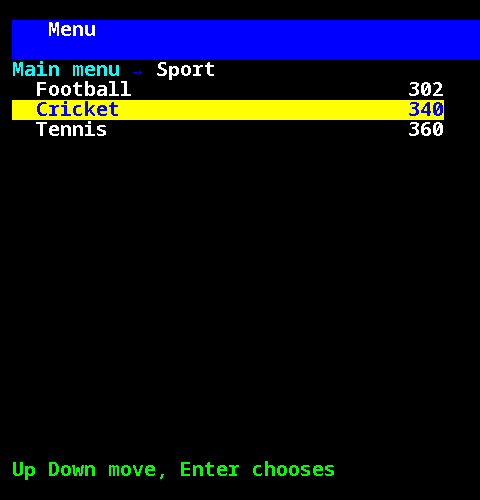 Menu
Main menu - Sport
Football 302
Cricket 340
Tennis 360
Up Down move, Enter chooses